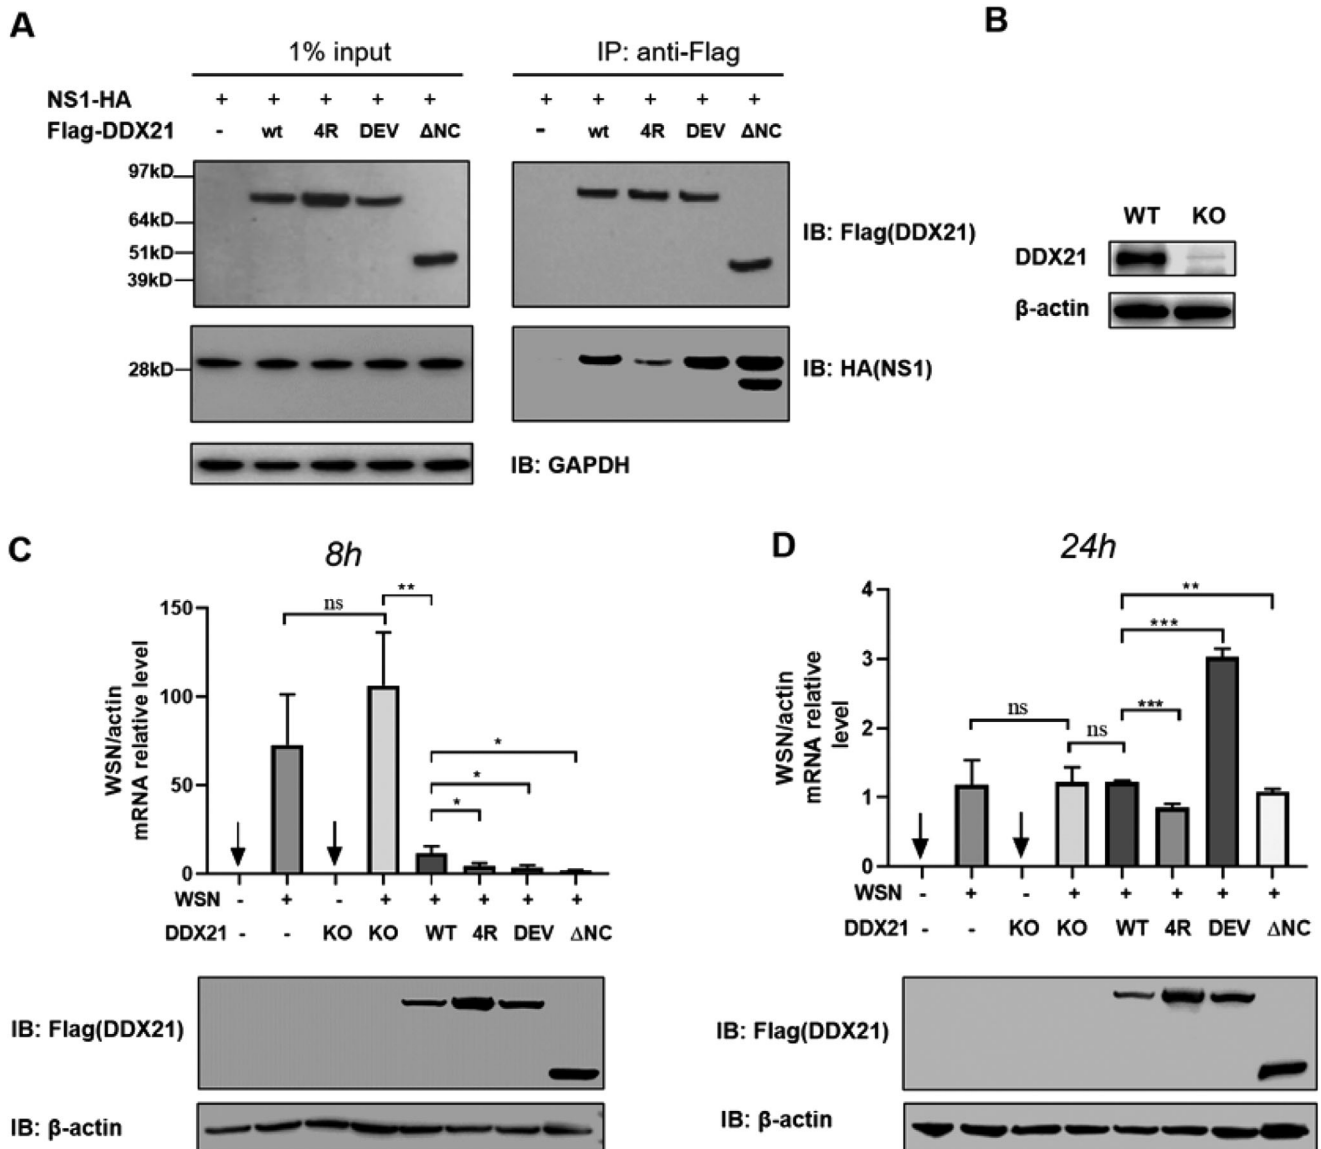 A
1% input
IP: anti-Flag
NS1-HA + + + + + + + + + +
Flag-DDX21 - wt 4R DEV ΔNC - wt 4R DEV ΔNC
97kD
64kD
51kD
39kD
IB: Flag(DDX21)
28kD
IB: HA(NS1)
IB: GAPDH
B
WT KO
DDX21
β-actin
C
8h
WSN/actin
mRNA relative level
150
100
50
0
ns
**
*
*
*
WSN - + - + + + + +
DDX21 - - KO KO WT 4R DEV ΔNC
IB: Flag(DDX21)
IB: β-actin
D
24h
WSN/actin
mRNA relative
level
4
3
2
1
0
**
***
***
ns
ns
WSN - + - + + + + +
DDX21 - - KO KO WT 4R DEV ΔNC
IB: Flag(DDX21)
IB: β-actin